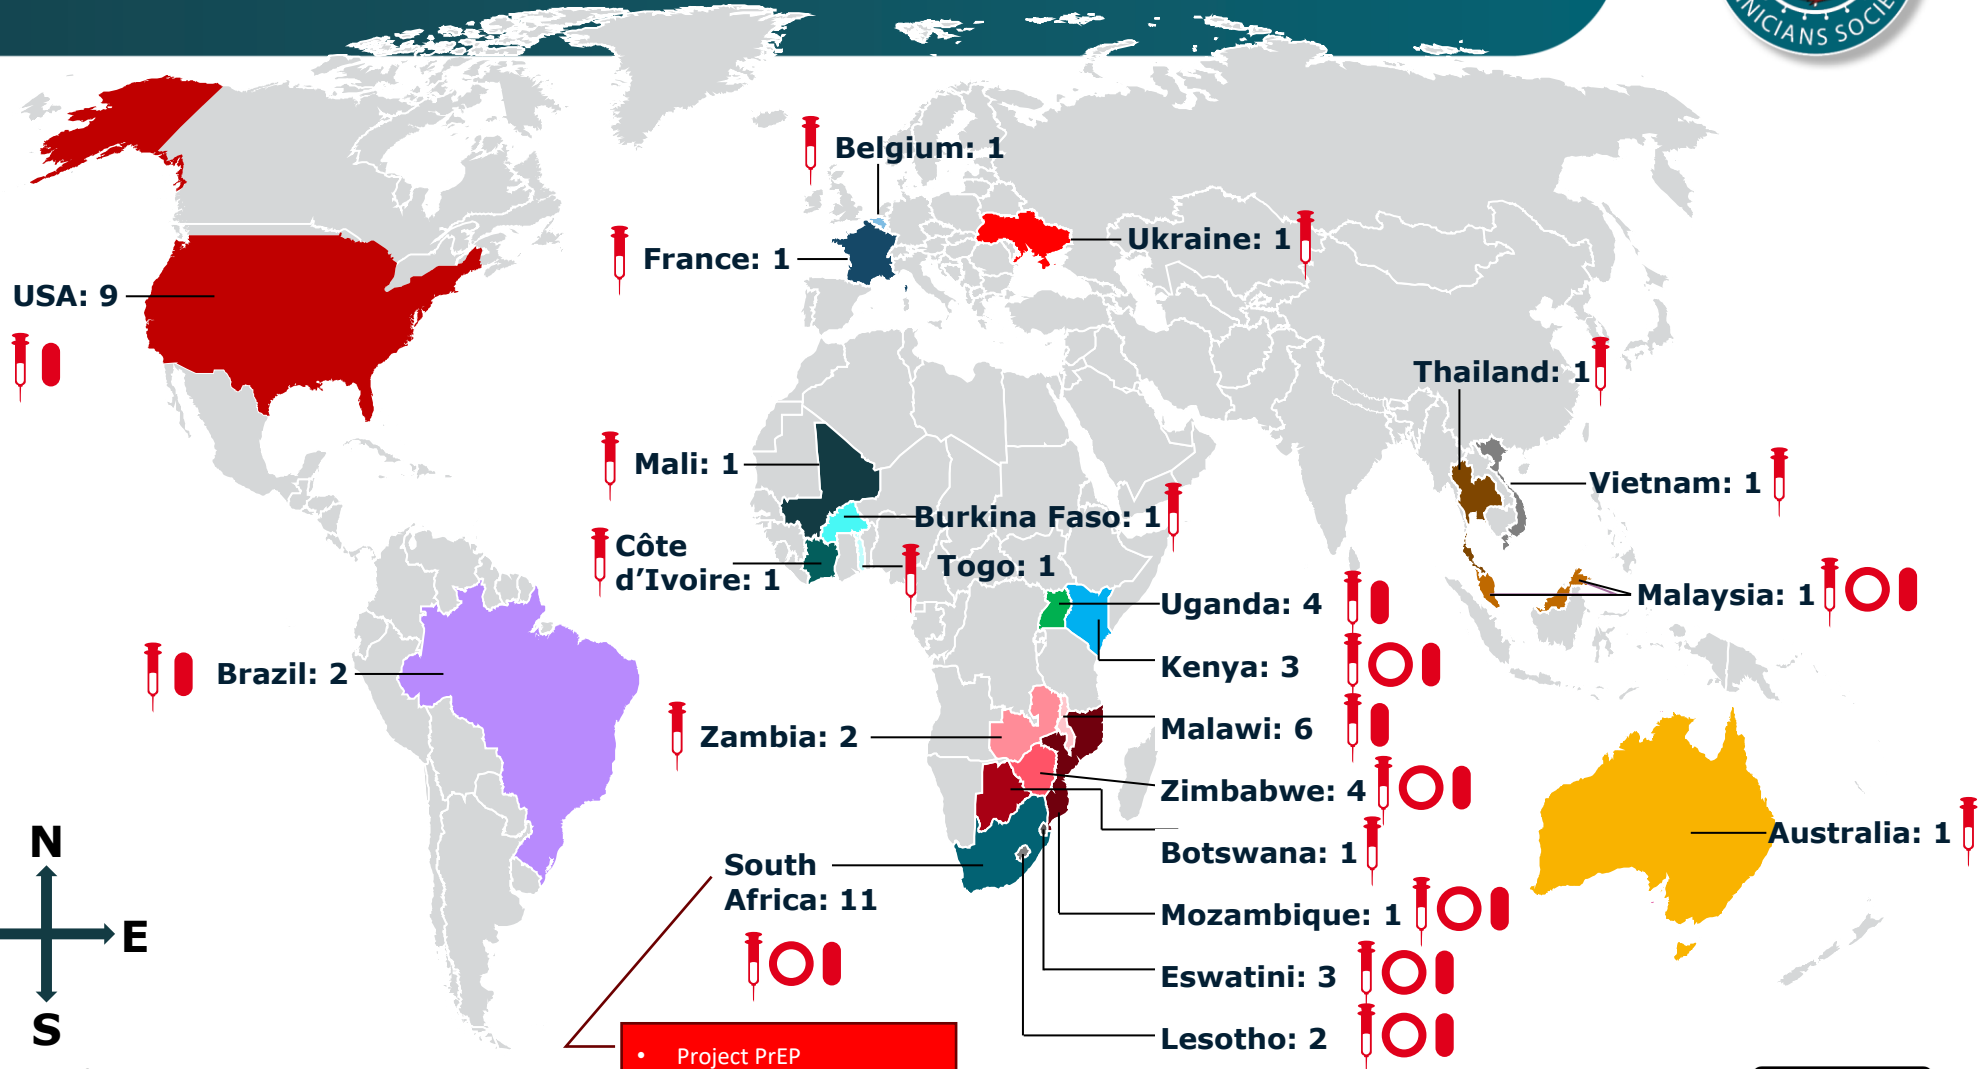 NICIANS SOCIE
Belgium: 1
France: 1
Ukraine: 1
USA: 9
Thailand: 1
Mali: 1
Vietnam: 1
Burkina Faso: 1
Côte
d’Ivoire: 1
Togo: 1
Malaysia: 1
Uganda: 4
Kenya: 3
Brazil: 2
Zambia: 2
Malawi: 6
Zimbabwe: 4
Australia: 1
Botswana: 1
South
Africa: 11
Mozambique: 1
Eswatini: 3
Lesotho: 2
N
E
S
• Project PrEP